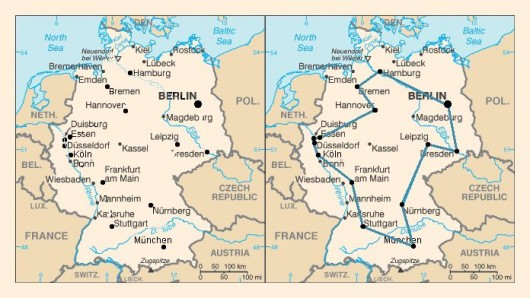 DEN.
North
Sea
Baltic
Sea
Kiel
Rostock
Lübeck
Bremerhaven
Hamburg
Emden
Bremen
BERLIN
POL.
Hannover
NETH.
Magdeburg
Duisburg
Essen
Düsseldorf
Köln
Bonn
Leipzig
Kassel
BEL.
Wiesbaden
Frankfurt
am Main
CZECH
REPUBLIC
LUX.
Mannheim
Karlsruhe
Stuttgart
Nürnberg
FRANCE
München
AUSTRIA
Zugspitze
SWITZ.
LIECH.
0 50 100 km
0 50 100 mi
DEN.
North
Sea
Baltic
Sea
Kiel
Rostock
Lübeck
Bremerhaven
Hamburg
Emden
Bremen
BERLIN
POL.
Hannover
NETH.
Magdeburg
Duisburg
Essen
Düsseldorf
Köln
Bonn
Leipzig
Dresden
Kassel
BEL.
Wiesbaden
Frankfurt
am Main
CZECH
REPUBLIC
LUX.
Mannheim
Karlsruhe
Stuttgart
Nürnberg
FRANCE
München
AUSTRIA
Zugspitze
SWITZ.
LIECH.
0 50 100 km
0 50 100 mi